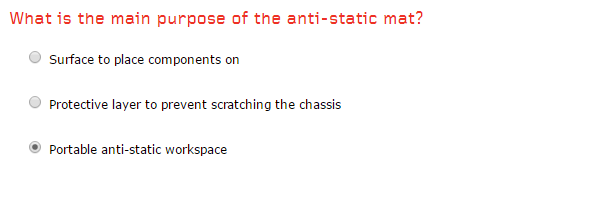 What is the main purpose of the anti-static mat?
Surface to place components on
Protective layer to prevent scratching the chassis
Portable anti-static workspace